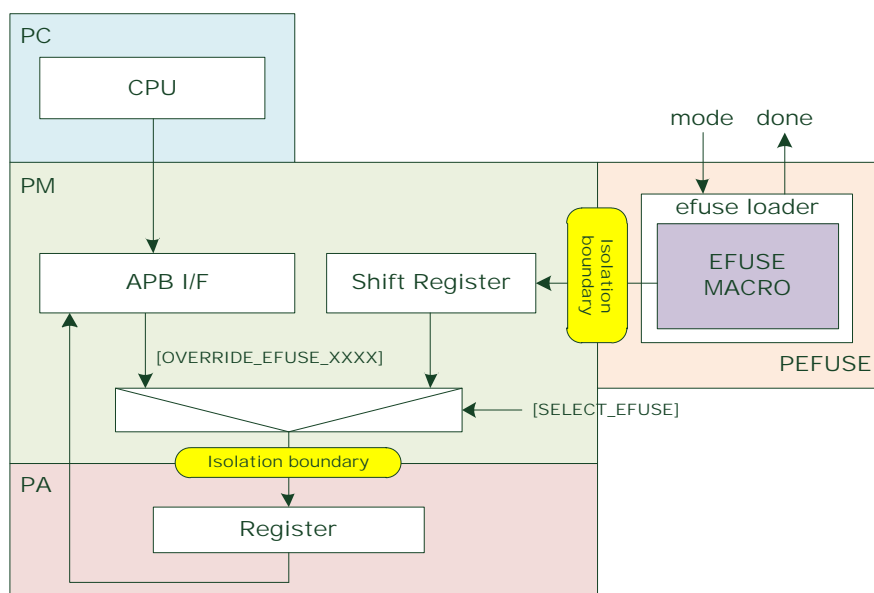 PC
CPU
mode done
PM
efuse loader
Isolation
boundary
EFUSE
MACRO
APB I/F
Shift Register
PEFUSE
[OVERRIDE_EFUSE_XXXX]
[SELECT_EFUSE]
Isolation boundary
PA
Register